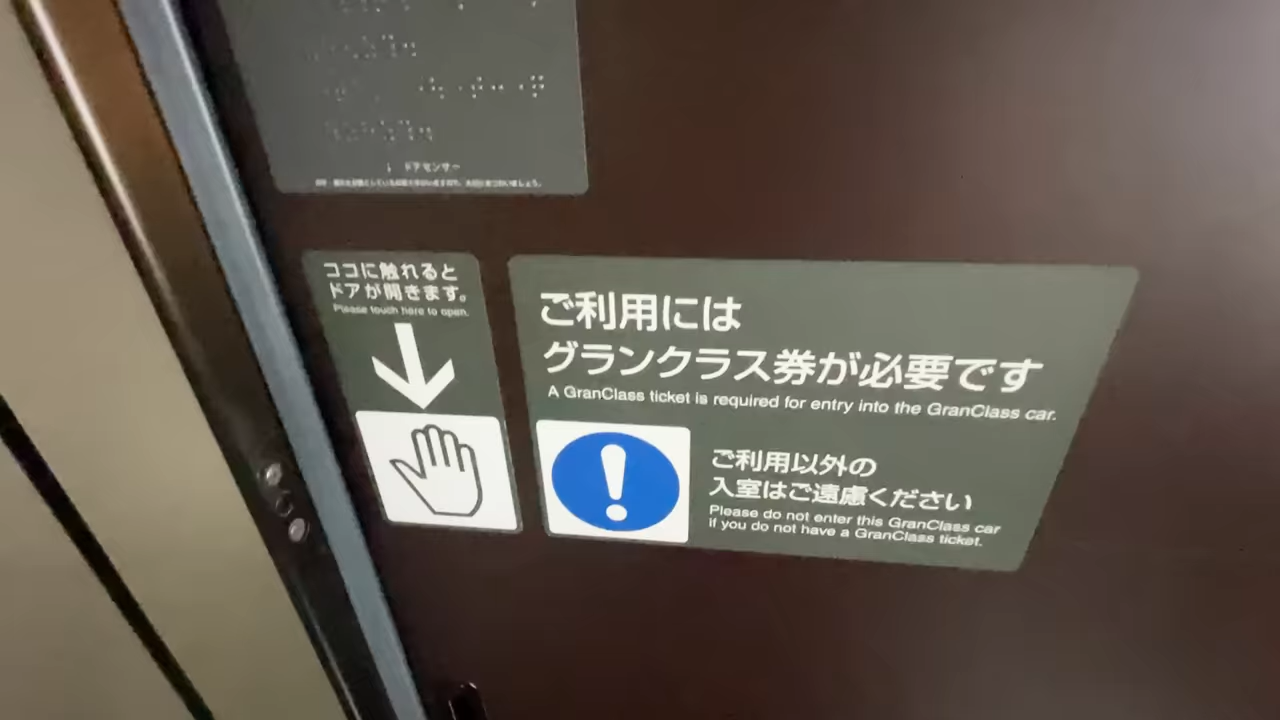 ↓ ドアセンサー
ココに触れると
ドアが開きます。
Please touch here to open.
ご利用には
グランクラス券が必要です
A GranClass ticket is required for entry into the GranClass car.
ご利用以外の
入室はご遠慮ください
Please do not enter this GranClass car
if you do not have a GranClass ticket.